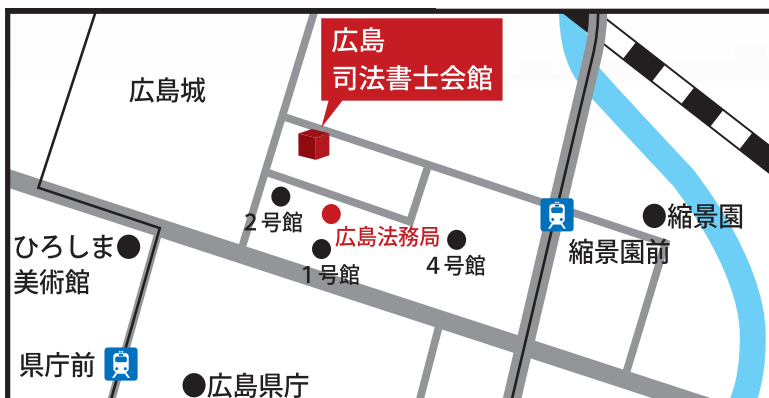 広島
司法書士会館
広島城
2号館
広島法務局
1号館
4号館
縮景園
縮景園前
ひろしま
美術館
県庁前
広島県庁